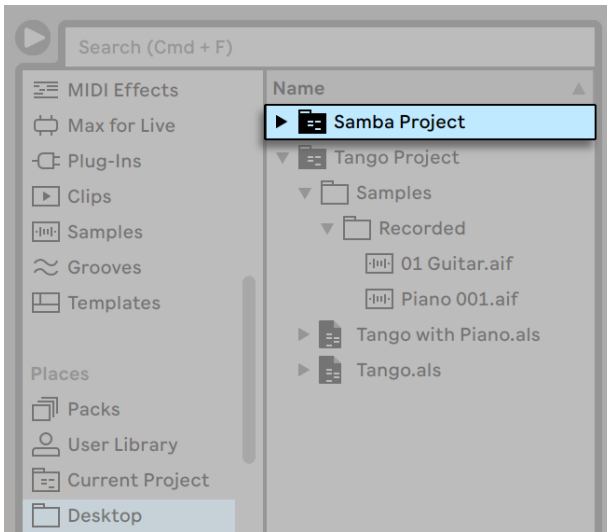 Search (Cmd + F)
MIDI Effects
Max for Live
Plug-Ins
Clips
Samples
Grooves
Templates
Places
Packs
User Library
Current Project
Desktop
Name
Samba Project
Tango Project
Samples
Recorded
01 Guitar.aif
Piano 001.aif
Tango with Piano.als
Tango.als